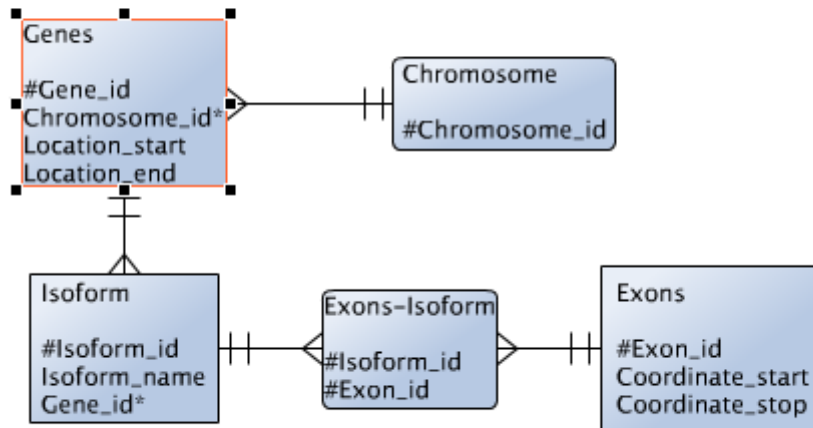 Genes
#Gene_id
Chromosome_id*
Location_start
Location_end
Chromosome
#Chromosome_id
Isoform
#Isoform_id
Isoform_name
Gene_id*
Exons-Isoform
#Isoform_id
#Exon_id
Exons
#Exon_id
Coordinate_start
Coordinate_stop